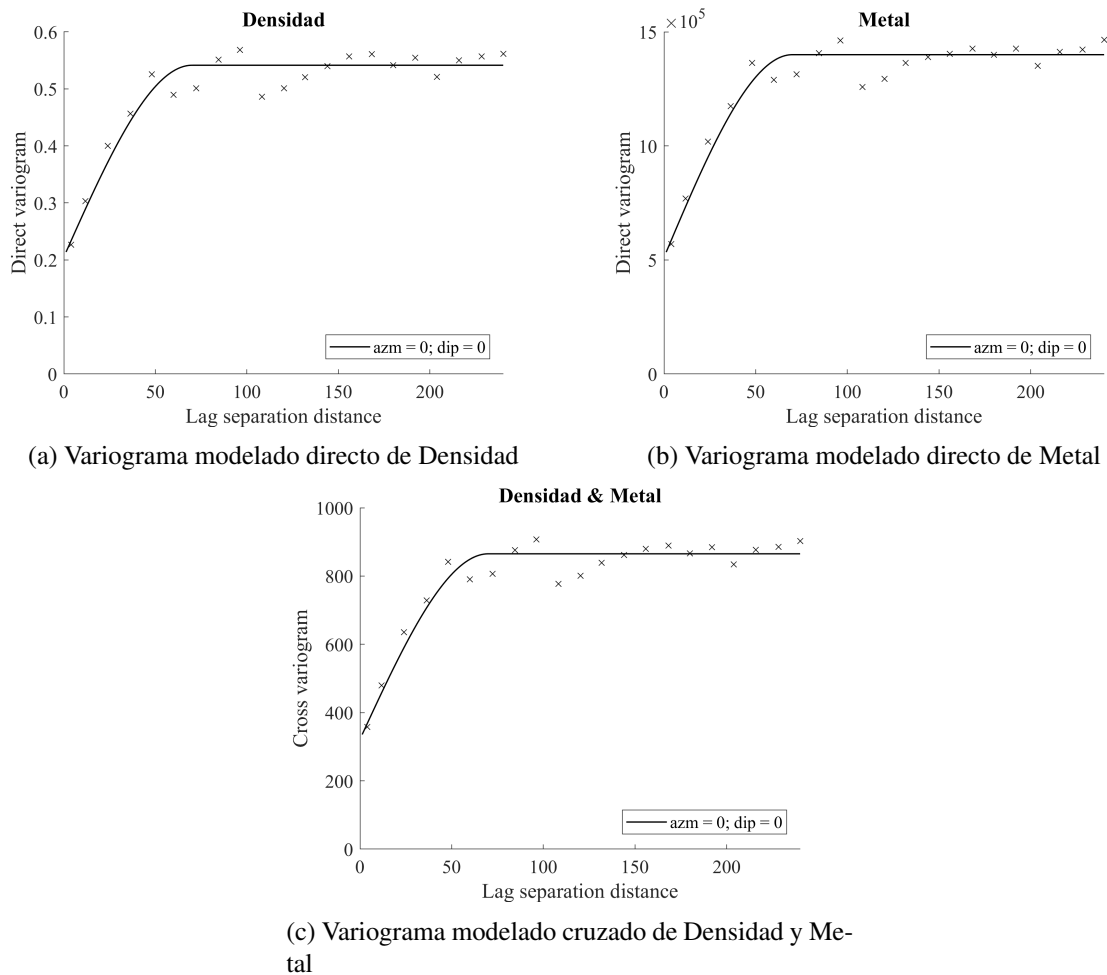 Densidad
0.6
0.5
0.4
0.3
0.2
0.1
0
Direct variogram
0 50 100 150 200
Lag separation distance
azm = 0; dip = 0
(a) Variograma modelado directo de Densidad
Metal
×10⁵
15
10
5
0
Direct variogram
0 50 100 150 200
Lag separation distance
azm = 0; dip = 0
(b) Variograma modelado directo de Metal
Densidad & Metal
1000
800
600
400
200
0
Cross variogram
0 50 100 150 200
Lag separation distance
azm = 0; dip = 0
(c) Variograma modelado cruzado de Densidad y Me-
tal